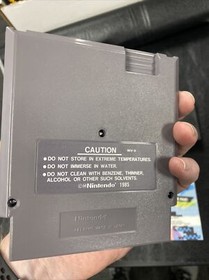 CAUTION
• DO NOT STORE IN EXTREME TEMPERATURES.
• DO NOT IMMERSE IN WATER.
• DO NOT CLEAN WITH BENZENE, THINNER,
ALCOHOL OR OTHER SUCH SOLVENTS.
©Nintendo 1985
Nintendo